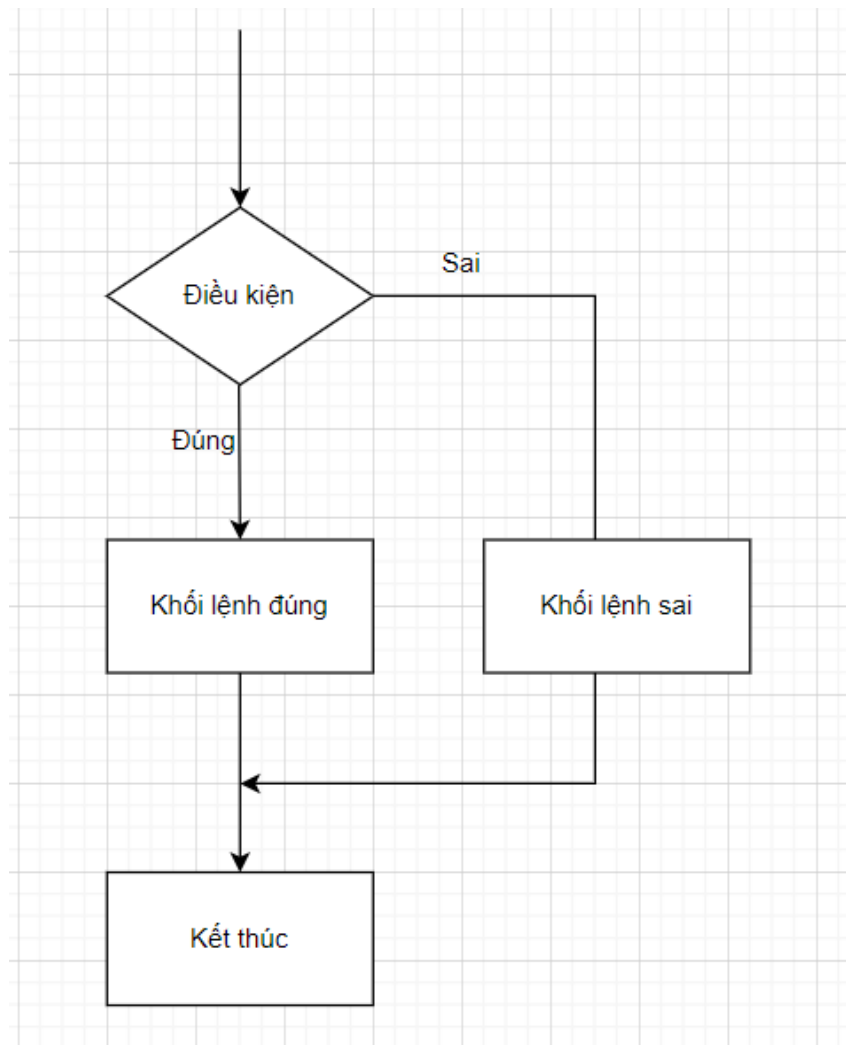 Sai
Điều kiện
Đúng
Khối lệnh đúng
Khối lệnh sai
Kết thúc